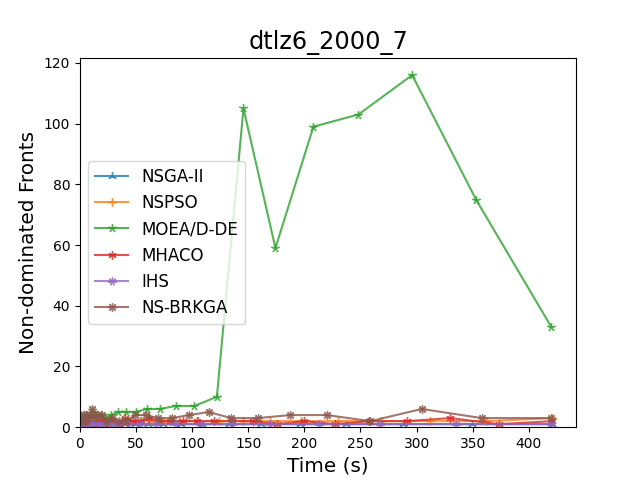 dtlz6_2000_7
Non-dominated Fronts
120
100
80
60
40
20
0
NSGA-II
NSPSO
MOEA/D-DE
MHACO
IHS
NS-BRKGA
0 50 100 150 200 250 300 350 400
Time (s)